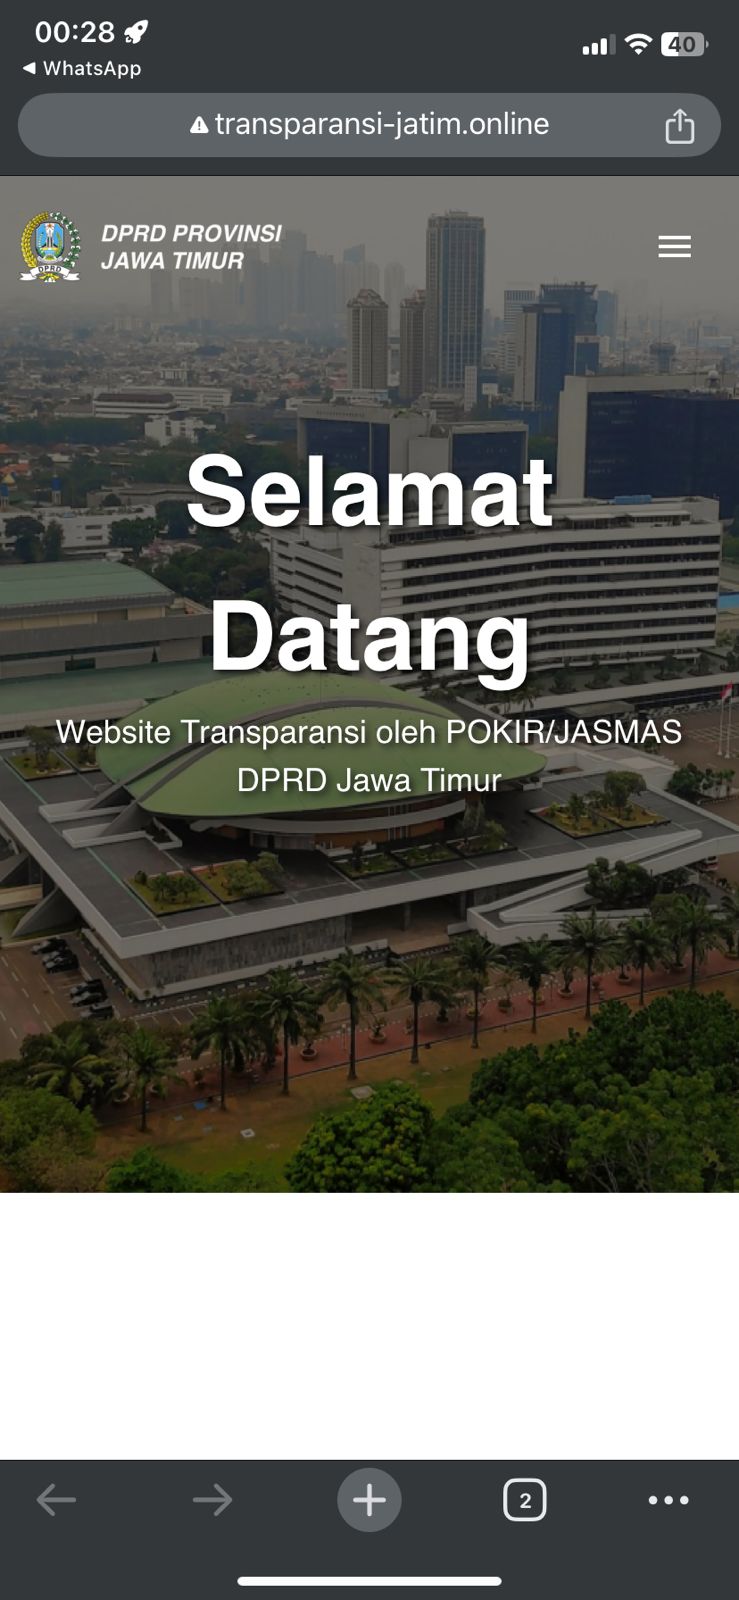 00:28
40
WhatsApp
transparansi-jatim.online
DPRD PROVINSI
JAWA TIMUR
DPRD
Selamat
Datang
Website Transparansi oleh POKIR/JASMAS
DPRD Jawa Timur
2